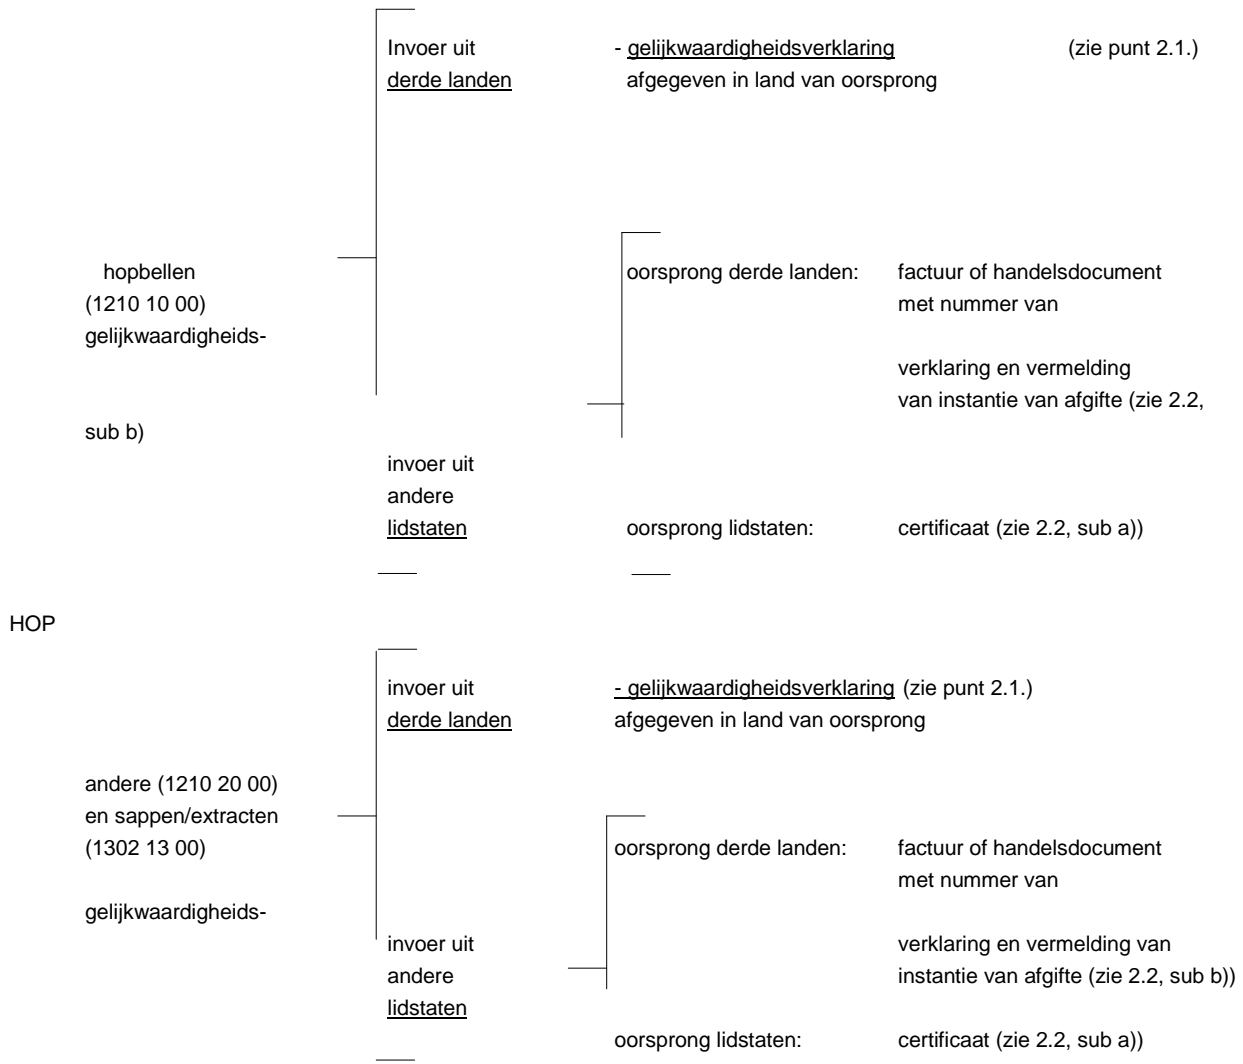 Invoer uit - gelijkwaardigheidsverklaring (zie punt 2.1.)
derde landen afgegeven in land van oorsprong
hopbellen oorsprong derde landen: factuur of handelsdocument
(1210 10 00) met nummer van
gelijkwaardigheids-
verklaring en vermelding
van instantie van afgifte (zie 2.2,
sub b)
invoer uit
andere
lidstaten oorsprong lidstaten: certificaat (zie 2.2, sub a))
HOP
invoer uit - gelijkwaardigheidsverklaring (zie punt 2.1.)
derde landen afgegeven in land van oorsprong
andere (1210 20 00)
en sappen/extracten
(1302 13 00) oorsprong derde landen: factuur of handelsdocument
met nummer van
gelijkwaardigheids-
invoer uit verklaring en vermelding van
andere instantie van afgifte (zie 2.2, sub b))
lidstaten
oorsprong lidstaten: certificaat (zie 2.2, sub a))